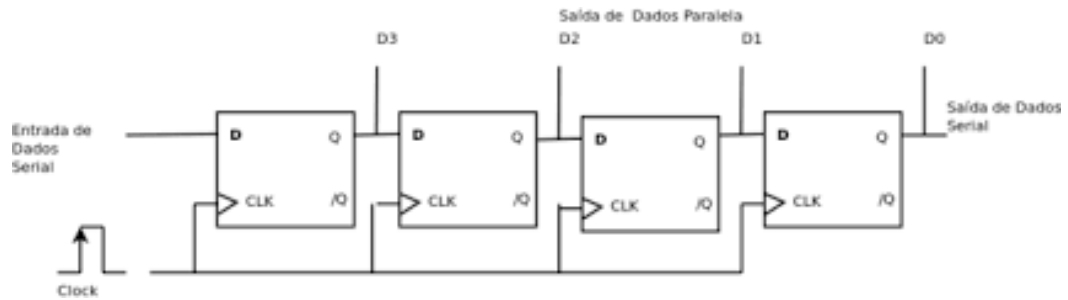 Saída de Dados Paralela
D3
D2
D1
D0
Entrada de
Dados
Serial
D
Q
CLK
/Q
D
Q
CLK
/Q
D
Q
CLK
/Q
D
Q
CLK
/Q
Saída de Dados
Serial
Clock